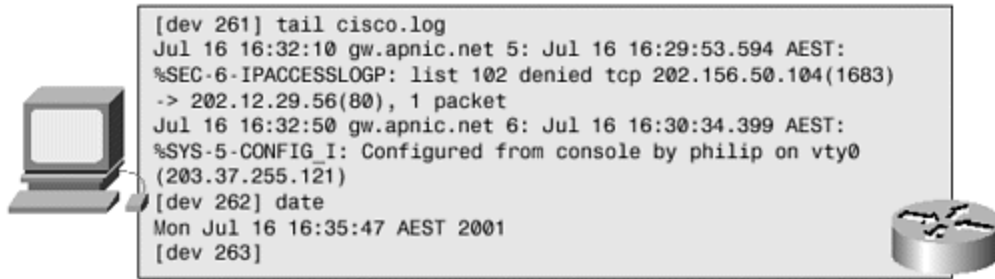 [dev 261] tail cisco.log
Jul 16 16:32:10 gw.apnic.net 5: Jul 16 16:29:53.594 AEST:
%SEC-6-IPACCESSLOGP: list 102 denied tcp 202.156.50.104(1683)
-> 202.12.29.56(80), 1 packet
Jul 16 16:32:50 gw.apnic.net 6: Jul 16 16:30:34.399 AEST:
%SYS-5-CONFIG_I: Configured from console by philip on vty0
(203.37.255.121)
[dev 262] date
Mon Jul 16 16:35:47 AEST 2001
[dev 263]